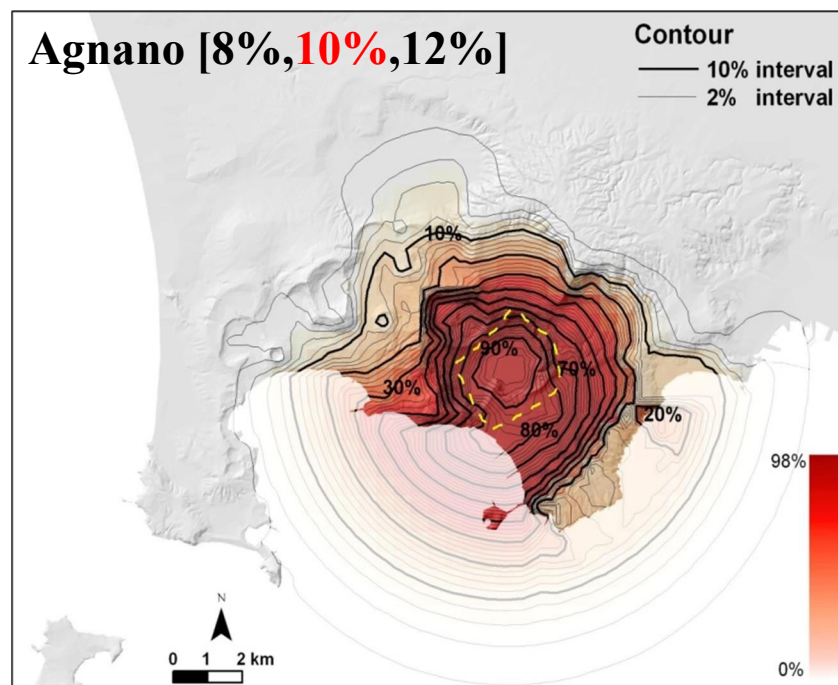 Agnano [8%,10%,12%]
Contour
10% interval
2% interval
10%
90%
70%
30%
80%
20%
98%
0%
N
0 1 2 km